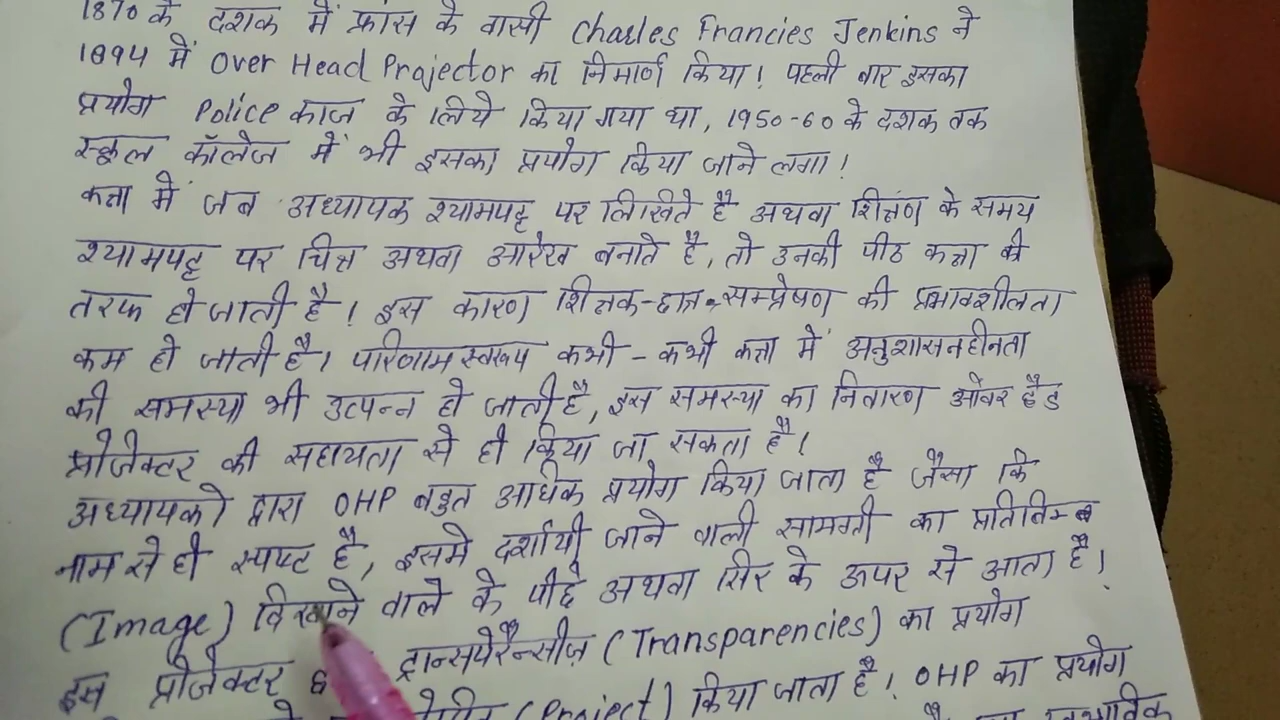 1870 के दशक में फ्रांस के वासी Charles Francies Jenkins ने
1894 में Over Head Projector का निमार्ण किया! पहली बार इसका
प्रयोग Police काज के लिये किया गया था, 1950-60 के दशक तक
स्कूल कॉलेज में भी इसका प्रयोग किया जाने लगा!
कक्षा में जब अध्यापक श्यामपट्ट पर लिखिते है अथवा शिक्षण के समय
श्यामपट्ट पर चित्र अथवा आरेख बनाते है, तो उनकी पीठ कक्षा की
तरफ हो जाती है! इस कारण शिक्षक-छात्र सम्प्रेषण की प्रभावशीलता
कम हो जाती है। परिणामस्वरूप कभी - कभी कक्षा में अनुशासनहीनता
की समस्या भी उत्पन्न हो जाती है, इस समस्या का निवारण ओवर हैड
प्रोजेक्टर की सहायता से ही किया जा सकता है।
अध्यापको द्वारा OHP बहुत अधिक प्रयोग किया जाता है जैसा कि
नाम से ही स्पष्ट है, इसमे दर्शायी जाने वाली सामग्री का प्रतिबिम्ब
(Image) दिखाने वाले के पीछे अथवा सिर के ऊपर से आता है।
इस प्रोजेक्टर ट्रान्सपेरैन्सीज़ (Transparencies) का प्रयोग
(Project) किया जाता है! OHP का प्रयोग